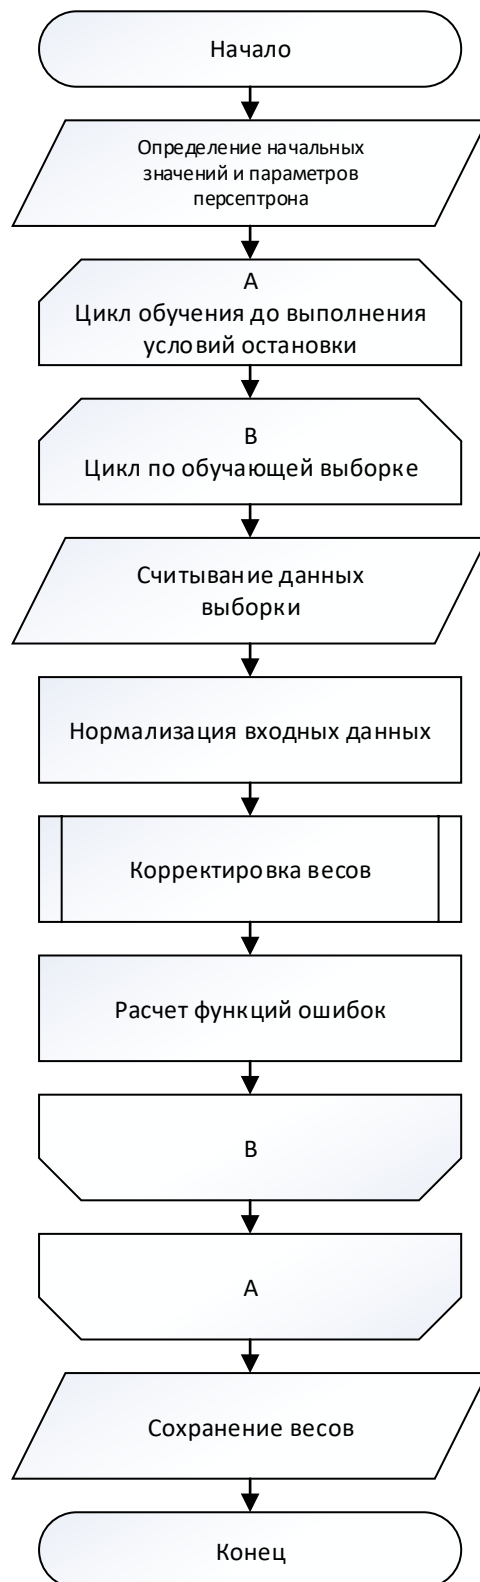 Начало
Определение начальных
значений и параметров
персептрона
А
Цикл обучения до выполнения
условий остановки
В
Цикл по обучающей выборке
Считывание данных
выборки
Нормализация входных данных
Корректировка весов
Расчет функций ошибок
В
А
Сохранение весов
Конец